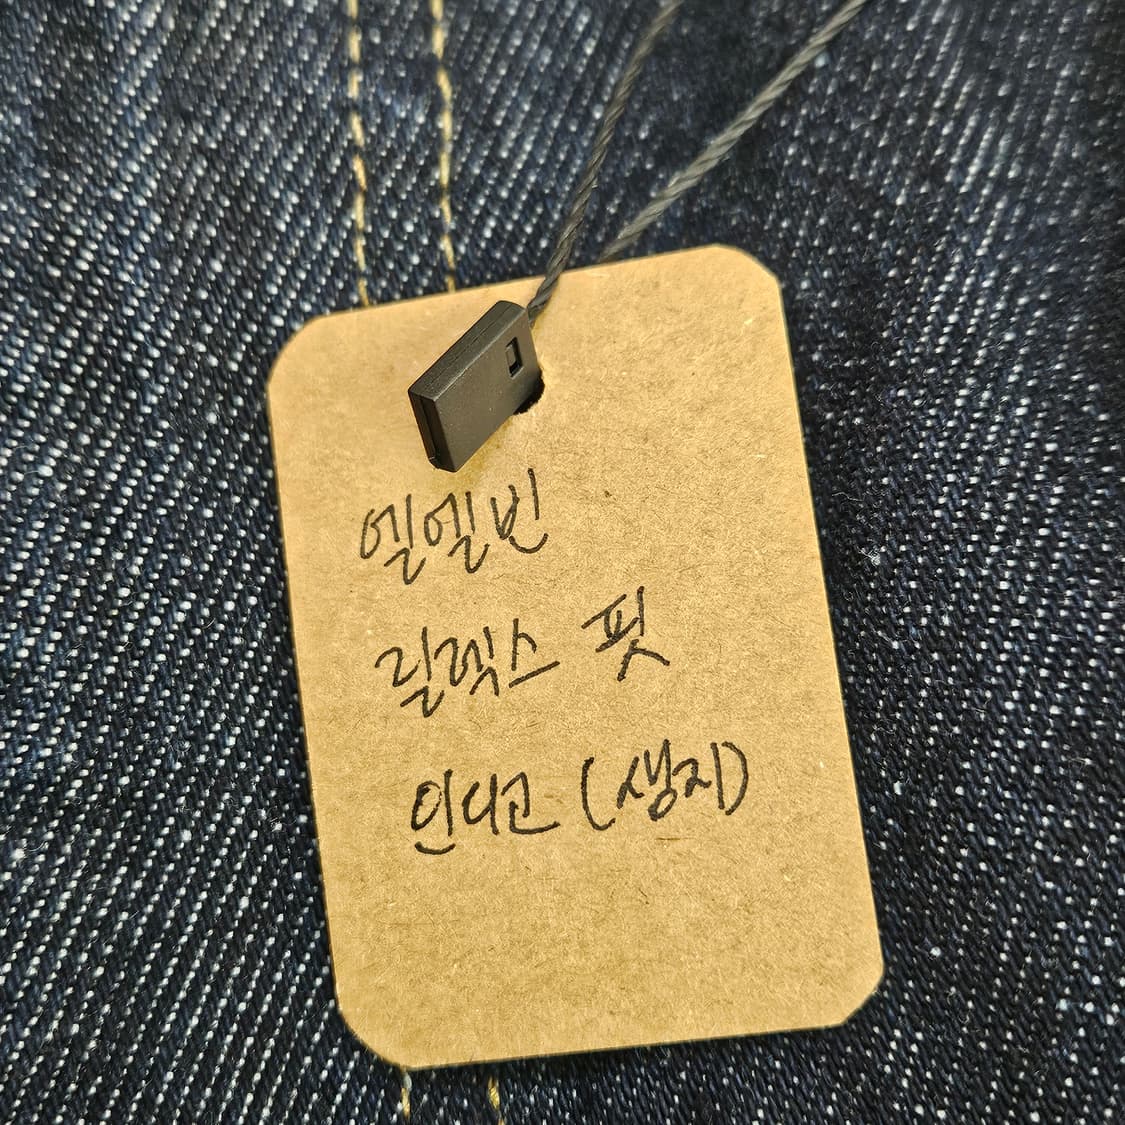 엘엘빈
릴렉스 핏
인디고 (생지)